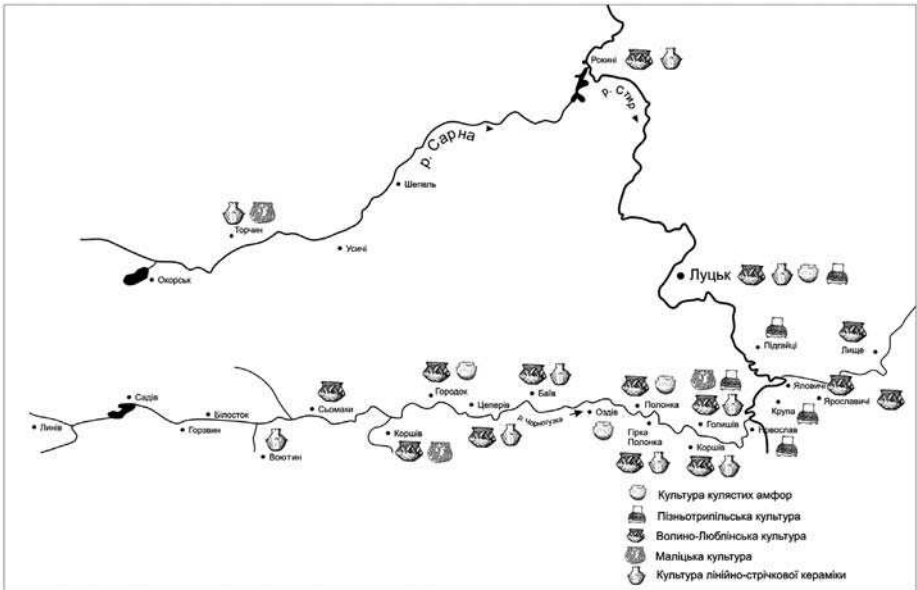 Рокині
р. Стир
р. Сарна
Шепель
Торчин
Усичі
Окорськ
Луцьк
Підгайці
Лище
Садів
Білосток
Сьомаки
Городок
Цеперів
Баїв
Полонка
Яловичі
Ярославичі
Линів
Горзвин
Воютин
Коршів
р. Чорногузка
Оздів
Гірка
Полонка
Голишів
Крупа
Новослав
Коршів
Культура кулястих амфор
Пізньотрипільська культура
Волино-Люблінська культура
Маліцька культура
Культура лінійно-стрічкової кераміки